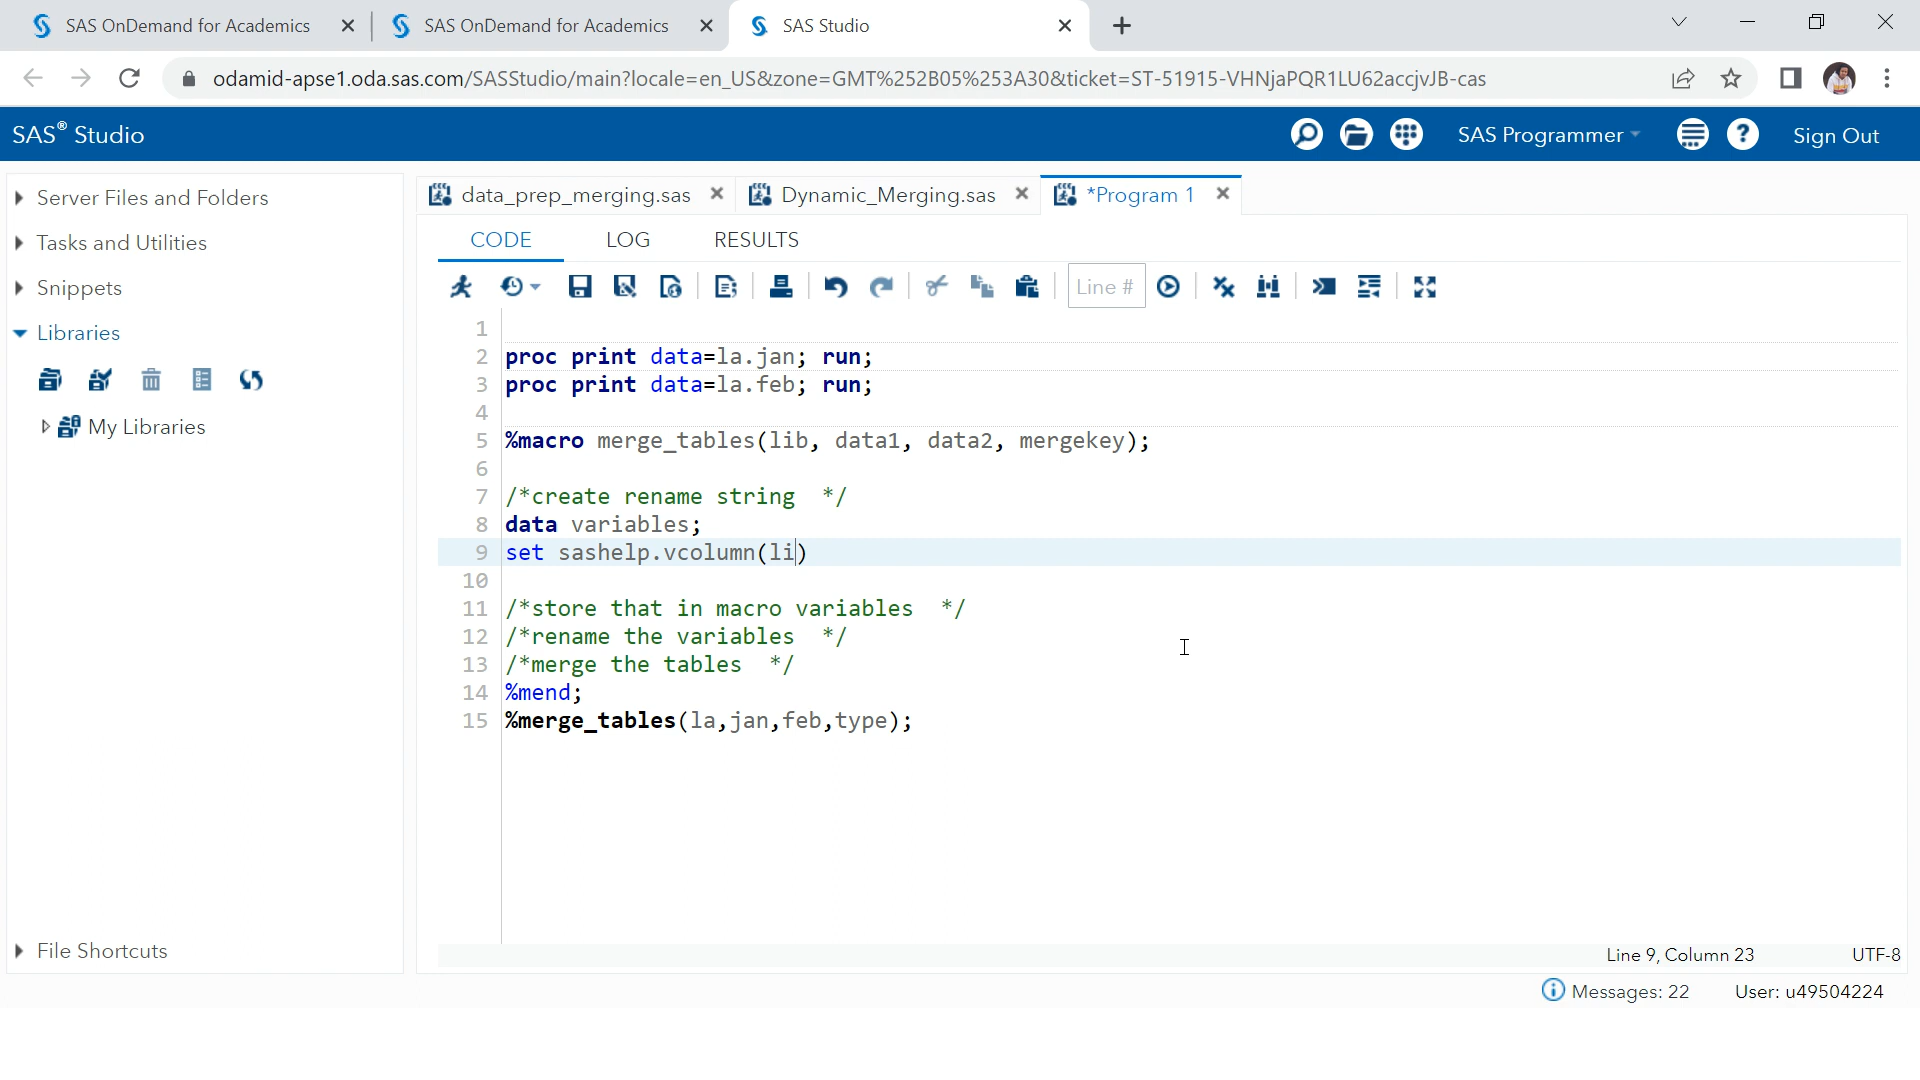 SAS OnDemand for Academics
SAS OnDemand for Academics
SAS Studio
odamid-apse1.oda.sas.com/SASStudio/main?locale=en_US&zone=GMT%252B05%253A30&ticket=ST-51915-VHNjaPQR1LU62accjvJB-cas
SAS® Studio
SAS Programmer
Sign Out
Server Files and Folders
Tasks and Utilities
Snippets
Libraries
My Libraries
File Shortcuts
data_prep_merging.sas
Dynamic_Merging.sas
*Program 1
CODE
LOG
RESULTS
Line #
1
2 proc print data=la.jan; run;
3 proc print data=la.feb; run;
4
5 %macro merge_tables(lib, data1, data2, mergekey);
6
7 /*create rename string  */
8 data variables;
9 set sashelp.vcolumn(li)
10
11 /*store that in macro variables  */
12 /*rename the variables  */
13 /*merge the tables  */
14 %mend;
15 %merge_tables(la,jan,feb,type);
Line 9, Column 23
UTF-8
Messages: 22
User: u49504224